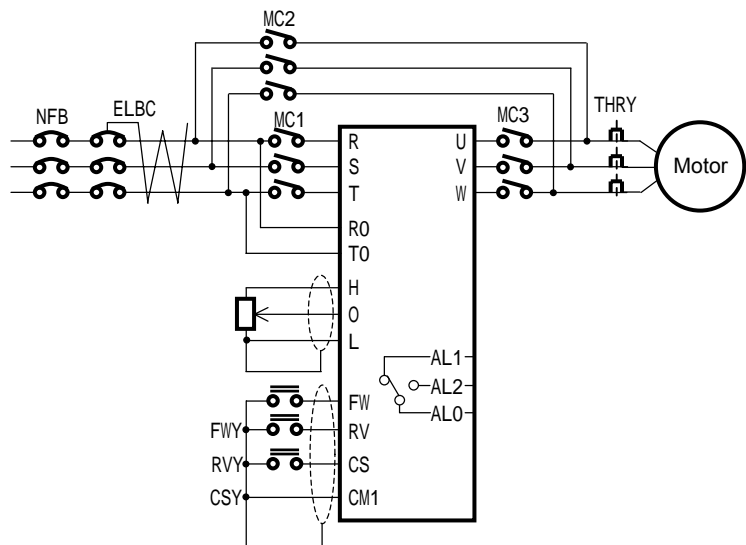 MC2
NFB
ELBC
MC1
MC3
THRY
R
U
S
V
Motor
T
W
R0
T0
H
O
L
AL1
AL2
AL0
FW
FWY
RV
RVY
CS
CSY
CM1